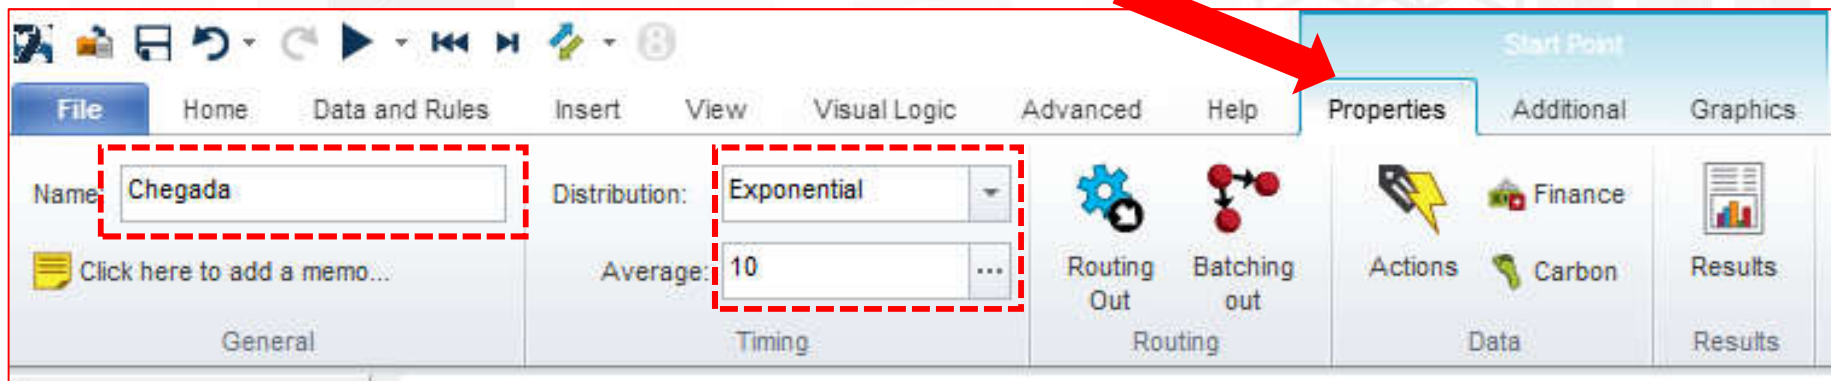 Start Point
File Home Data and Rules Insert View Visual Logic Advanced Help Properties Additional Graphics
Name: Chegada
Distribution: Exponential
Click here to add a memo...
Average: 10 ...
Routing Out
Batching out
Actions
Finance
Carbon
Results
General Timing Routing Data Results